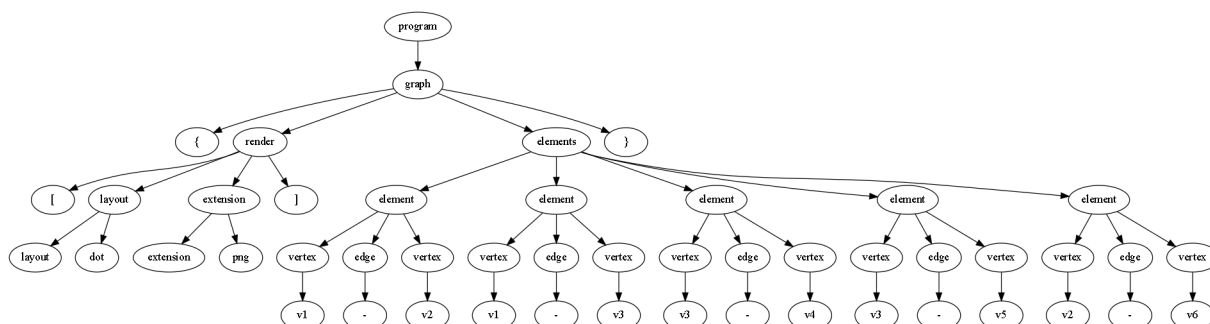 program
graph
{ render elements }
[ layout extension ] element element element element element
layout dot extension png vertex edge vertex vertex edge vertex vertex edge vertex vertex edge vertex vertex edge vertex
v1 - v2 v1 - v3 v3 - v4 v3 - v5 v2 - v6